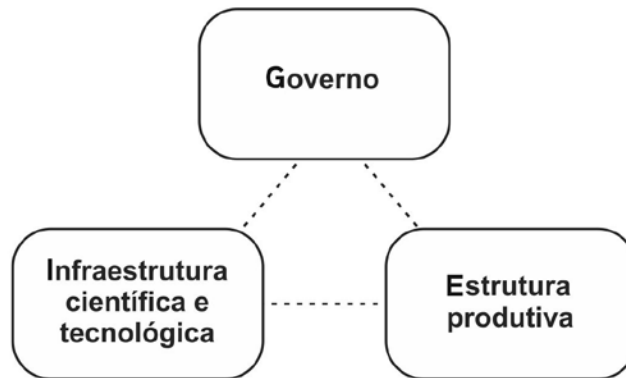 Governo
Infraestrutura
científica e
tecnológica
Estrutura
produtiva